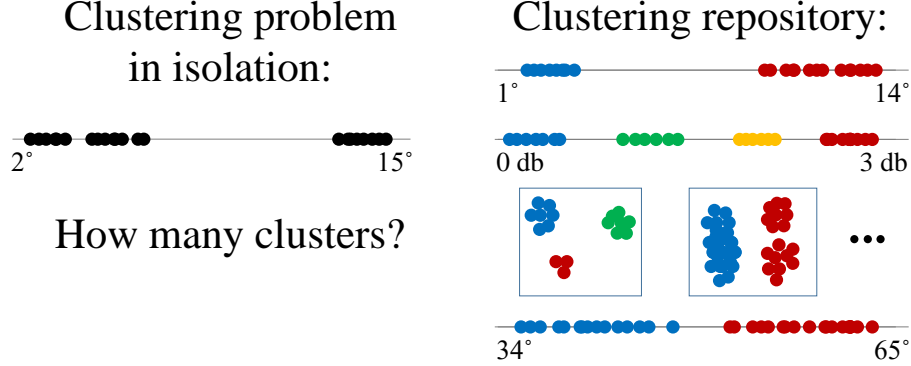 Clustering problem
in isolation:
2°
15°
How many clusters?
Clustering repository:
1°
14°
0 db
3 db
...
34°
65°